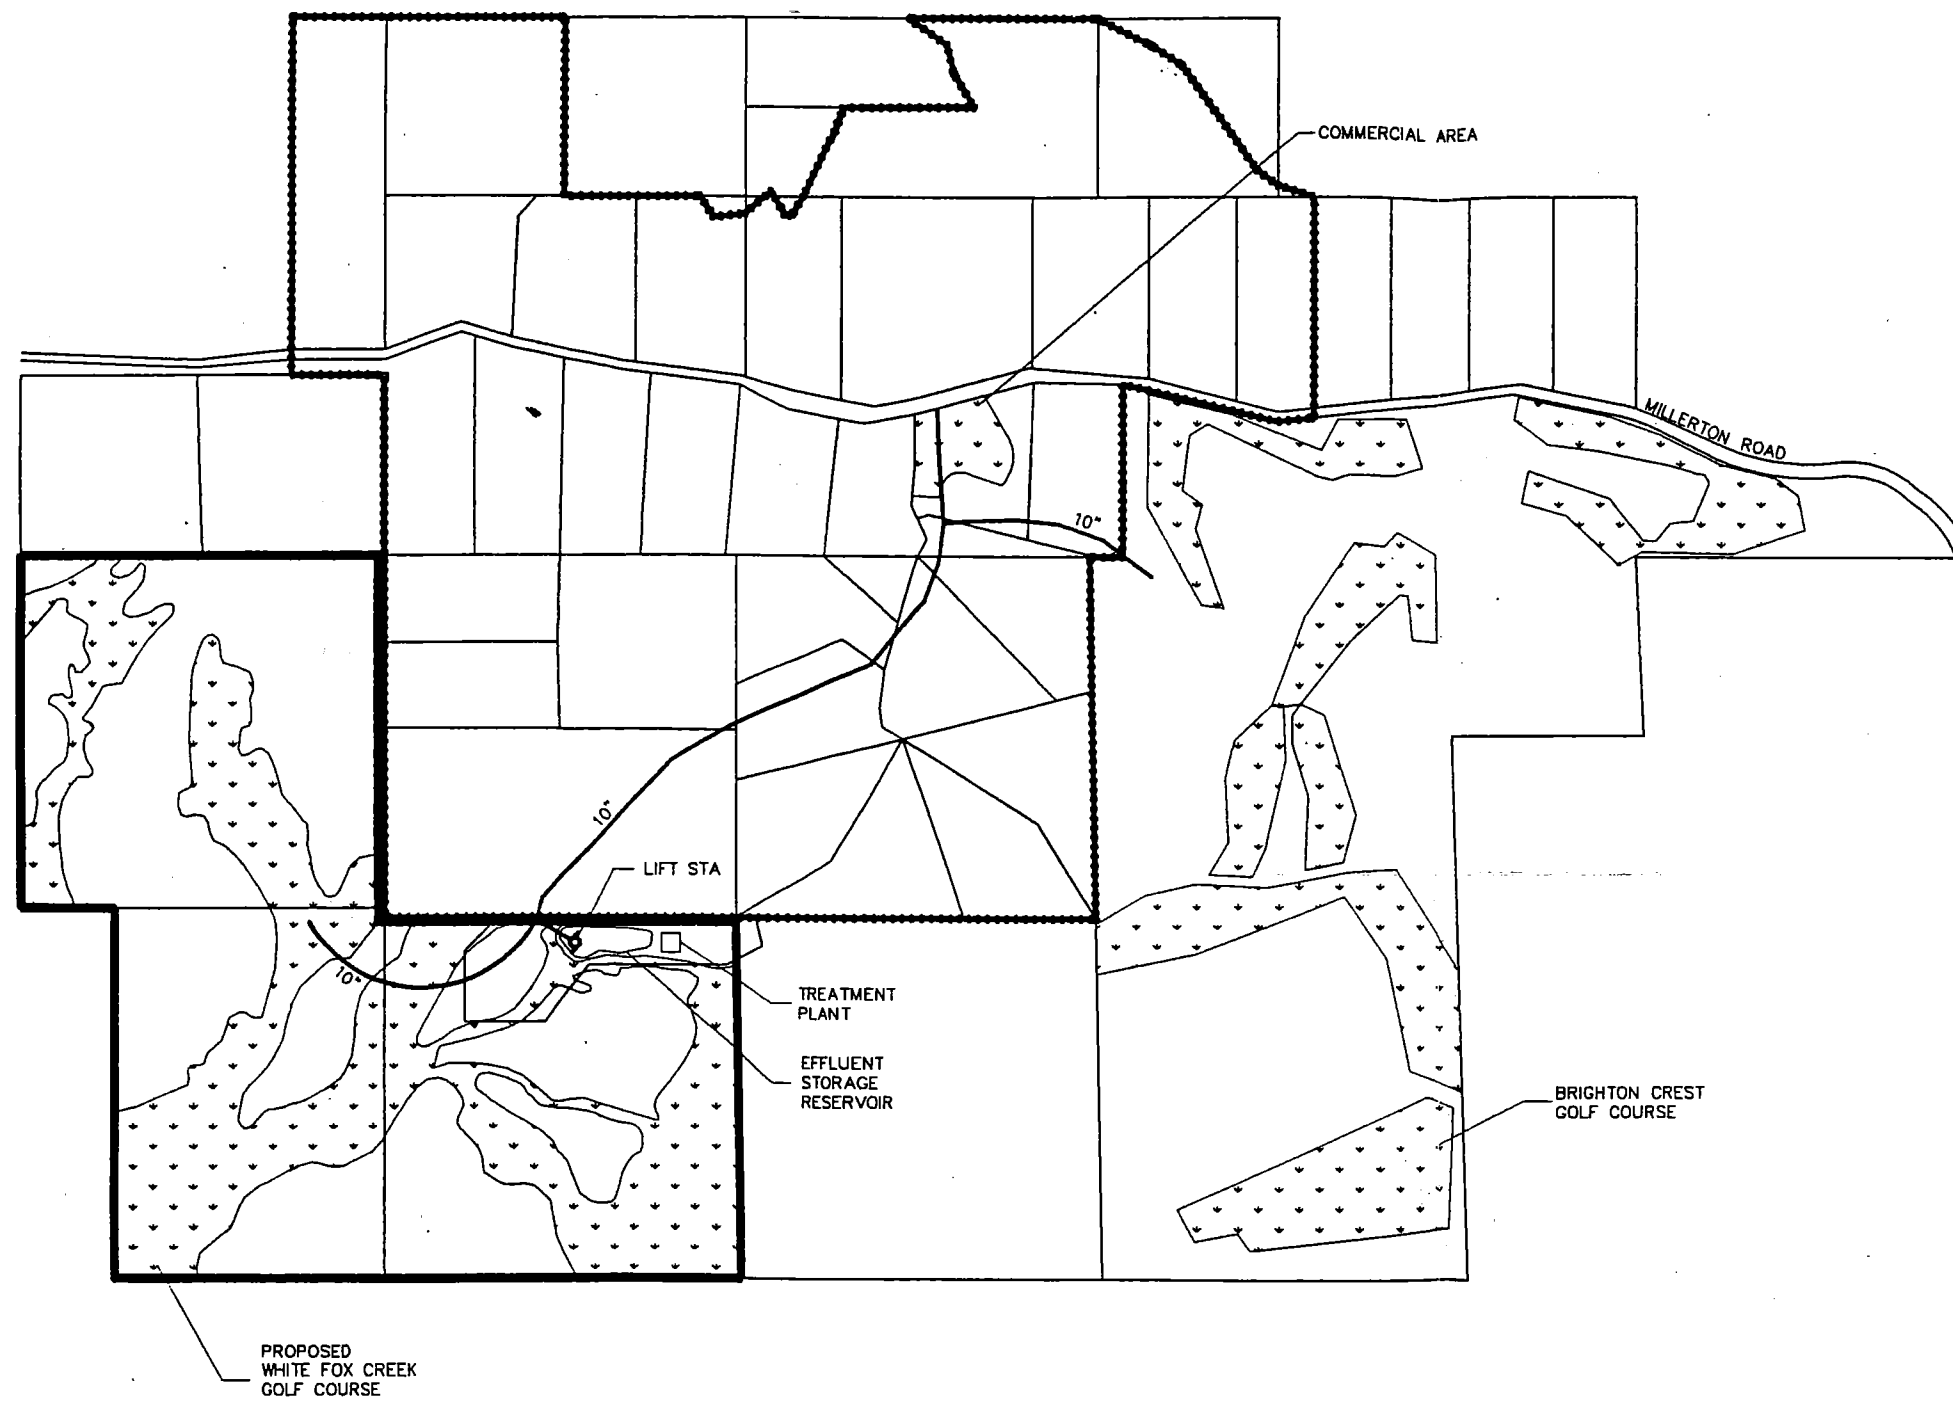 COMMERCIAL AREA
MILLERTON ROAD
10"
10"
LIFT STA
10"
TREATMENT
PLANT
EFFLUENT
STORAGE
RESERVOIR
BRIGHTON CREST
GOLF COURSE
PROPOSED
WHITE FOX CREEK
GOLF COURSE